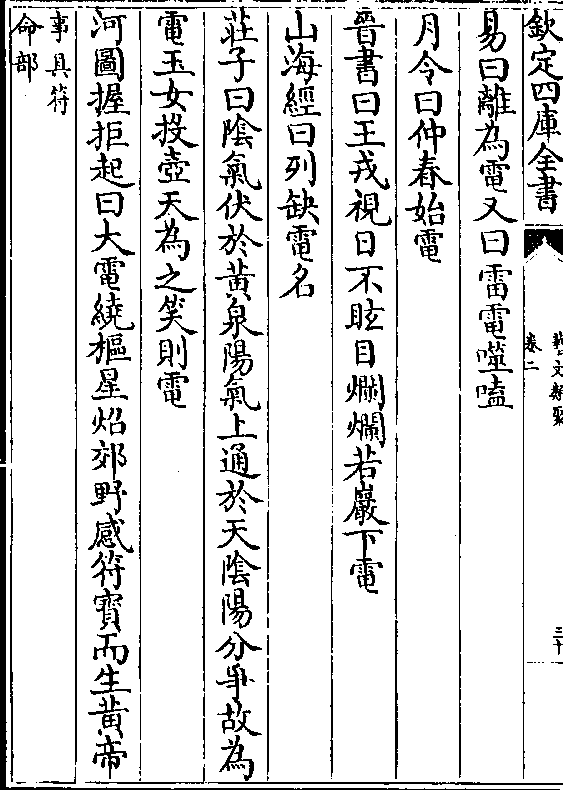 欽定四庫全書
藝文類聚
卷二
三十
易曰離為電又曰雷電噬嗑
月令曰仲春始電
晉書曰王戎視日不眩目爛爛若巖下電
山海經曰列缺電名
莊子曰陰氣伏於黄泉陽氣上通於天陰陽分爭故為
電玉女投壺天為之笑則電
河圖握拒起曰大電繞樞星炤郊野感符寳而生黄帝
事具符
命部